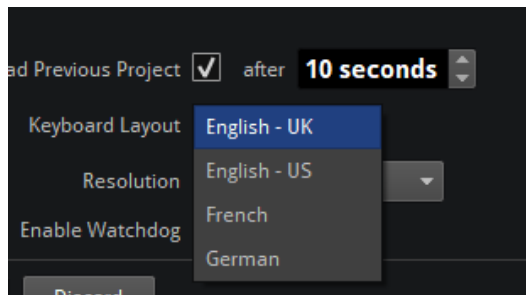 ad Previous Project after 10 seconds
Keyboard Layout English - UK
Resolution English - US
French
Enable Watchdog
German